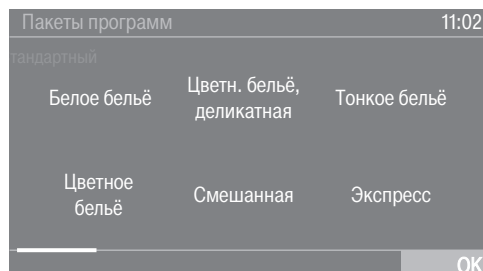 Пакеты программ 11:02
тандартный
Белое бельё
Цветн. бельё,
деликатная
Тонкое бельё
Цветное
бельё
Смешанная
Экспресс
OK